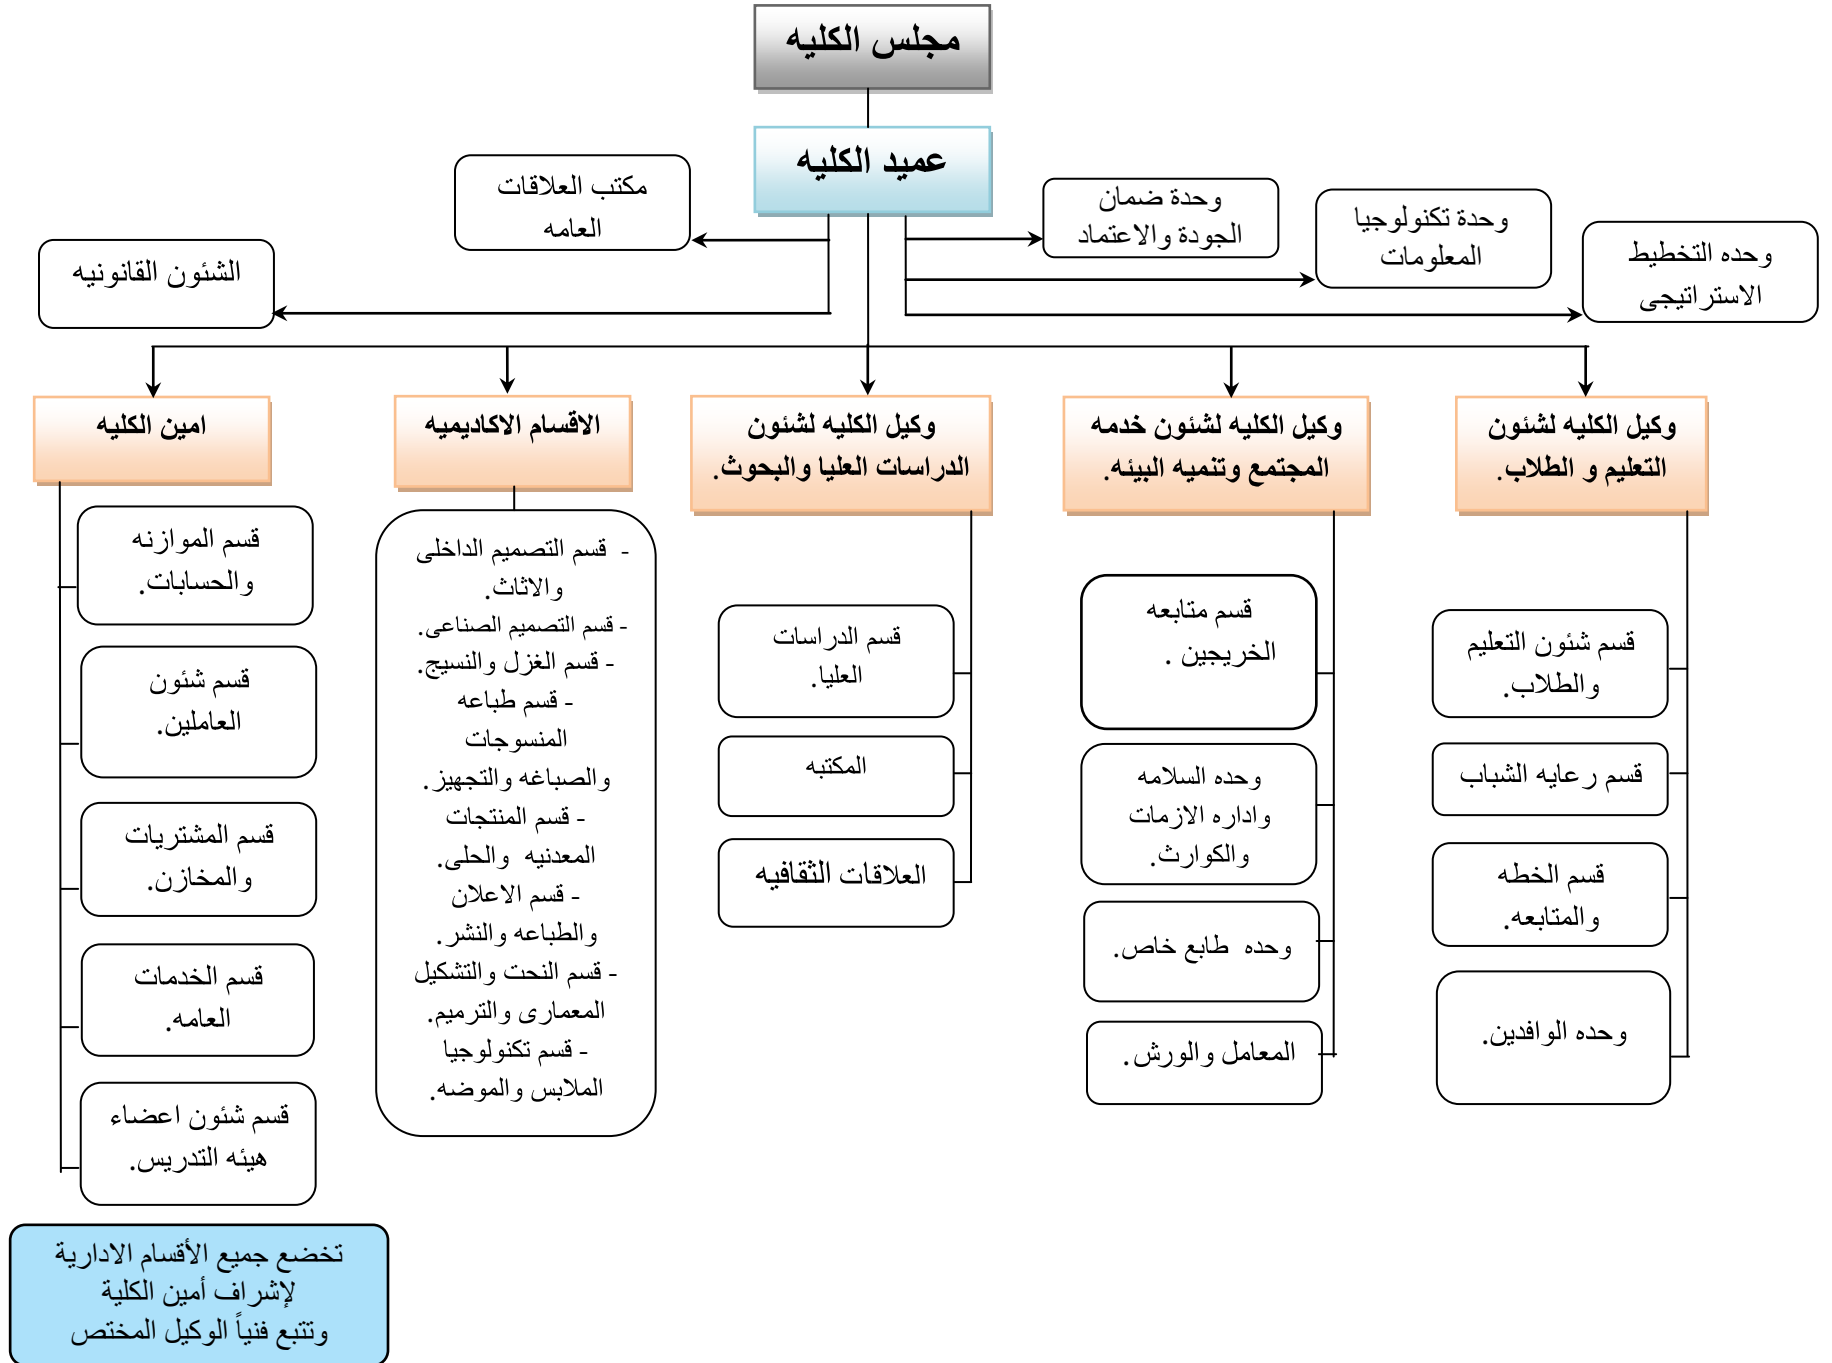 مجلس الكليه
عميد الكليه
وحده التخطيط
الاستراتيجى
وحدة تكنولوجيا
المعلومات
وحدة ضمان
الجودة والاعتماد
مكتب العلاقات
العامه
الشئون القانونيه
وكيل الكليه لشئون
التعليم و الطلاب.
قسم شئون التعليم
والطلاب.
قسم رعايه الشباب
قسم الخطه
والمتابعه.
وحده الوافدين.
وكيل الكليه لشئون خدمه
المجتمع وتنميه البيئه.
قسم متابعه
الخريجين .
وحده السلامه
واداره الازمات
والكوارث.
وحده طابع خاص.
المعامل والورش.
وكيل الكليه لشئون
الدراسات العليا والبحوث.
قسم الدراسات
العليا.
المكتبه
العلاقات الثقافيه
الاقسام الاكاديميه
- قسم التصميم الداخلى
والاثاث.
- قسم التصميم الصناعى.
- قسم الغزل والنسيج.
- قسم طباعه
المنسوجات
والصباغه والتجهيز.
- قسم المنتجات
المعدنيه والحلى.
- قسم الاعلان
والطباعه والنشر.
- قسم النحت والتشكيل
المعمارى والترميم.
- قسم تكنولوجيا
الملابس والموضه.
امين الكليه
قسم الموازنه
والحسابات.
قسم شئون
العاملين.
قسم المشتريات
والمخازن.
قسم الخدمات
العامه.
قسم شئون اعضاء
هيئه التدريس.
تخضع جميع الأقسام الادارية
لإشراف أمين الكلية
وتتبع فنياً الوكيل المختص